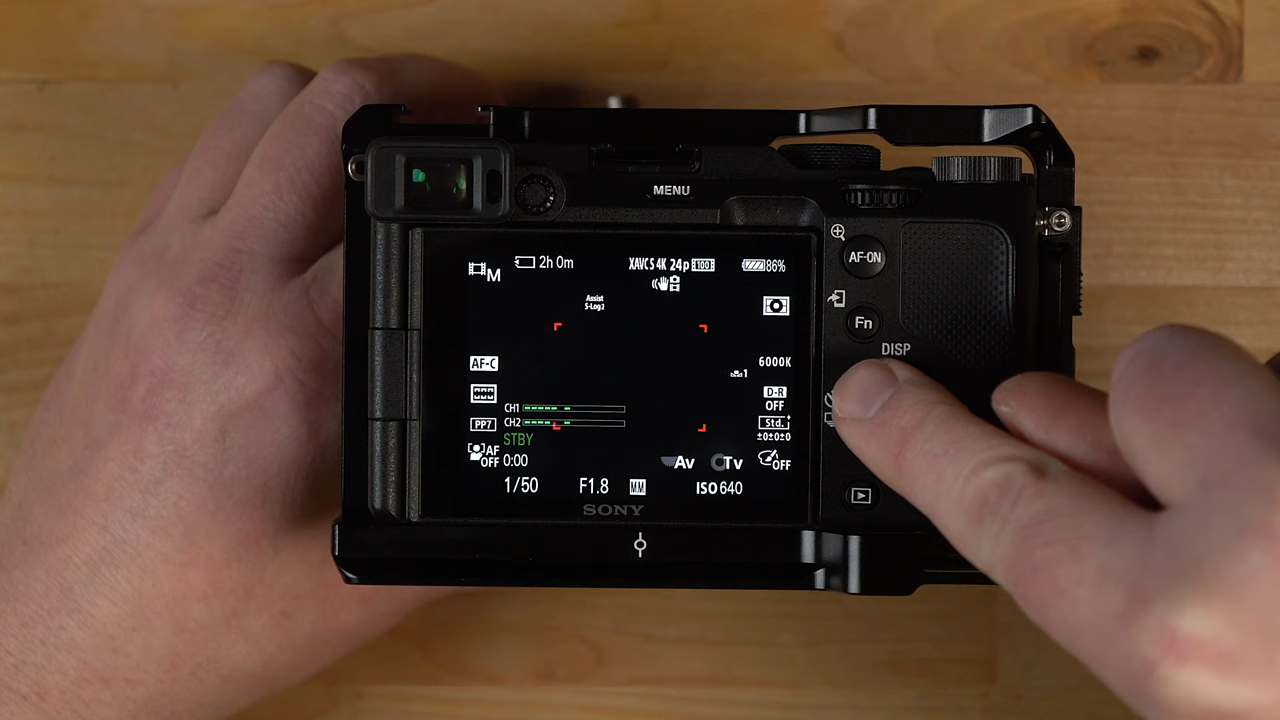 MENU
M
2h 0m
XAVC S 4K 24p 100
86%
Assist
S-Log2
AF-ON
Fn
DISP
AF-C
6000K
1
D-R
OFF
CH1
CH2
PP7
Std.
±0±0±0
STBY
AF
OFF
0:00
Av
Tv
OFF
1/50
F1.8
MM
ISO 640
SONY